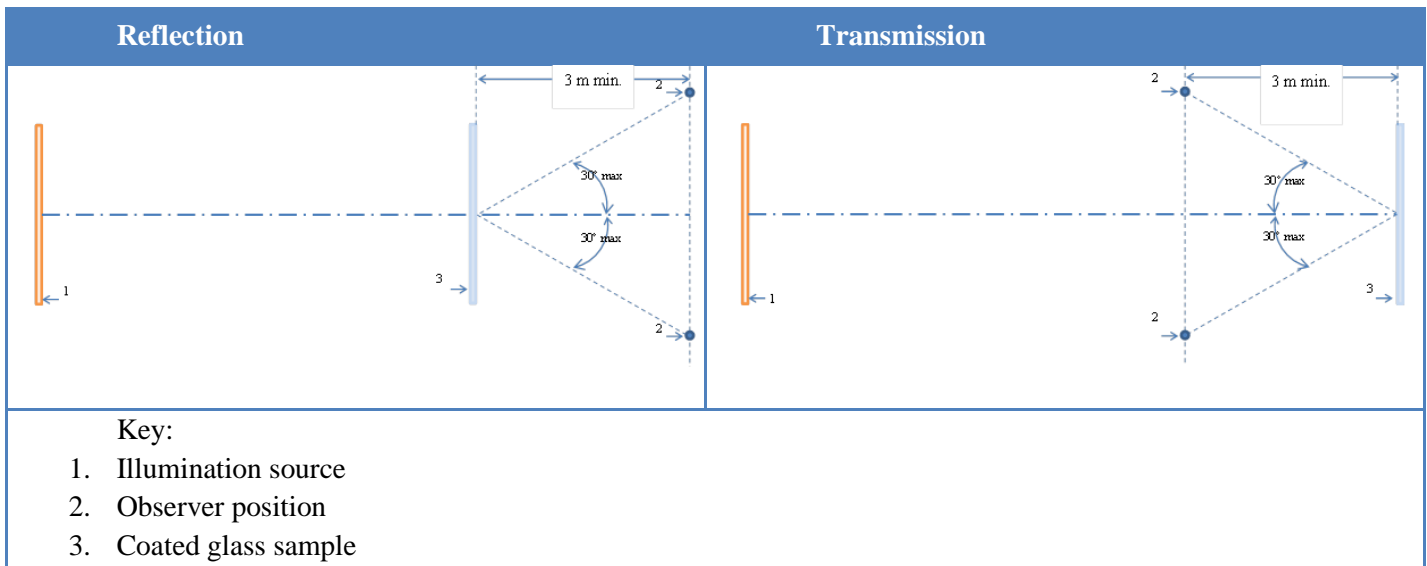 Reflection
Transmission
3 m min.
2
30° max
30° max
3
1
2
2
3 m min.
30° max
30° max
3
1
2
Key:
1. Illumination source
2. Observer position
3. Coated glass sample